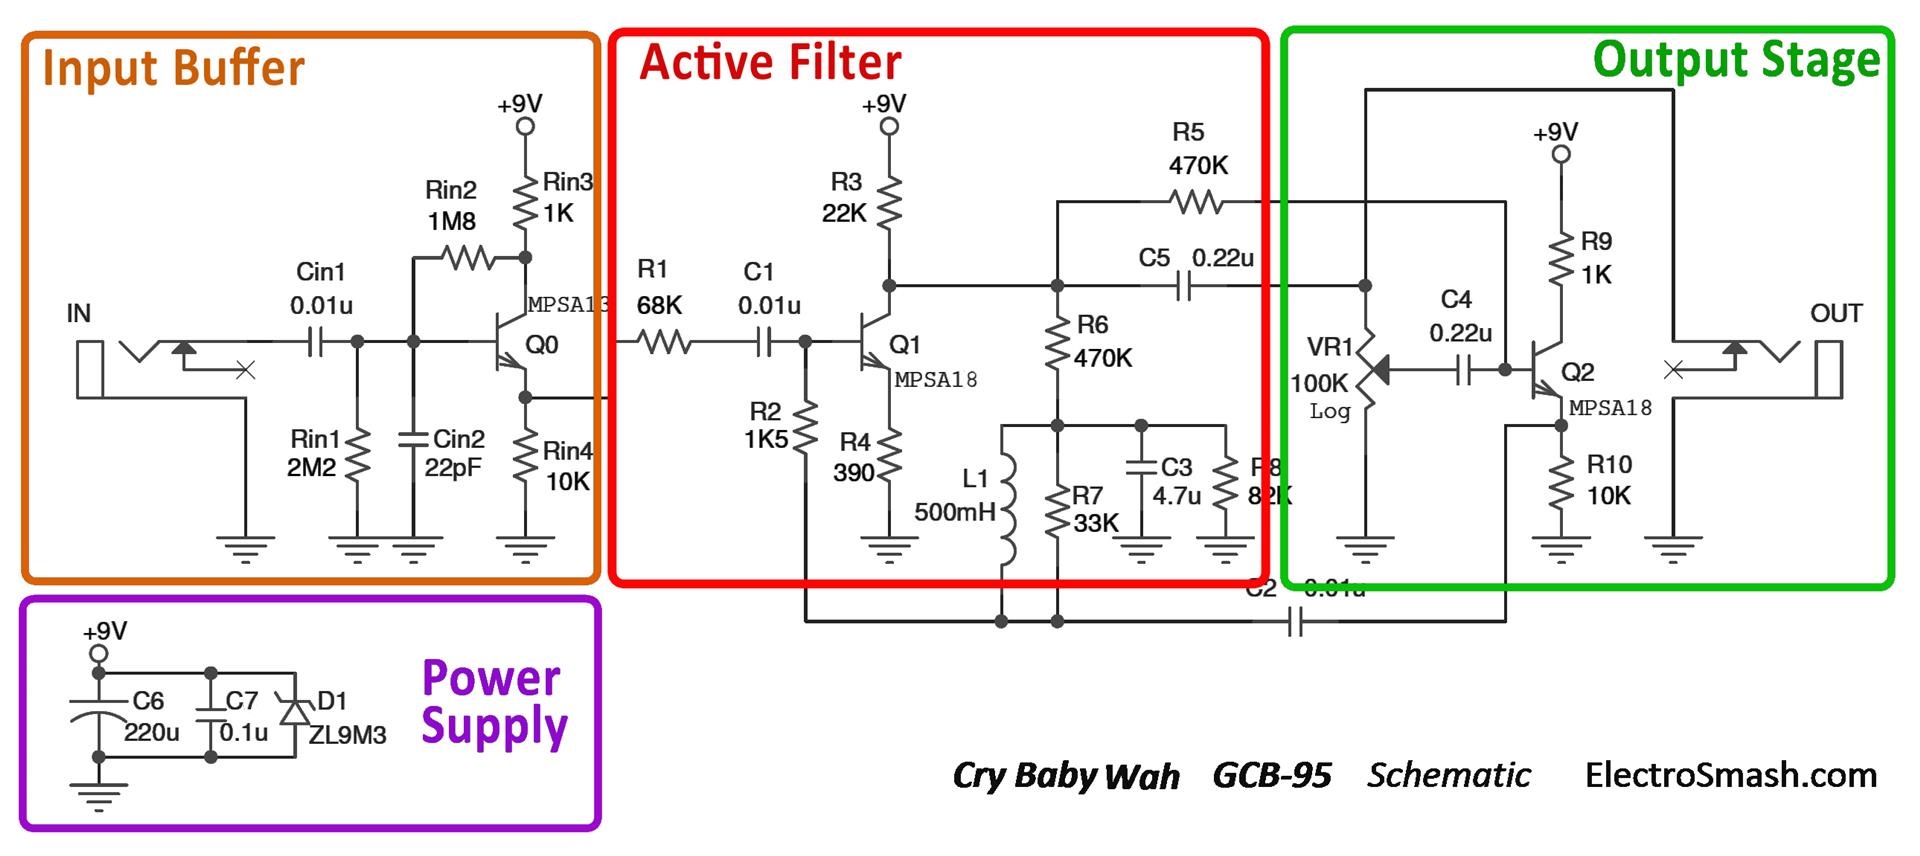 Input Buffer
+9V
Rin3
1K
Rin2
1M8
MPSA13
Cin1
0.01u
IN
Q0
Rin1
2M2
Cin2
22pF
Rin4
10K
Active Filter
+9V
R3
22K
R5
470K
R1
68K
C1
0.01u
C5 0.22u
Q1
MPSA18
R6
470K
R2
1K5
R4
390
L1
500mH
R7
33K
C3
4.7u
R8
82K
C2 0.01u
Output Stage
+9V
R9
1K
C4
0.22u
VR1
100K
Log
Q2
MPSA18
R10
10K
OUT
Power
Supply
+9V
C6
220u
C7
0.1u
D1
ZL9M3
Cry Baby Wah GCB-95 Schematic ElectroSmash.com